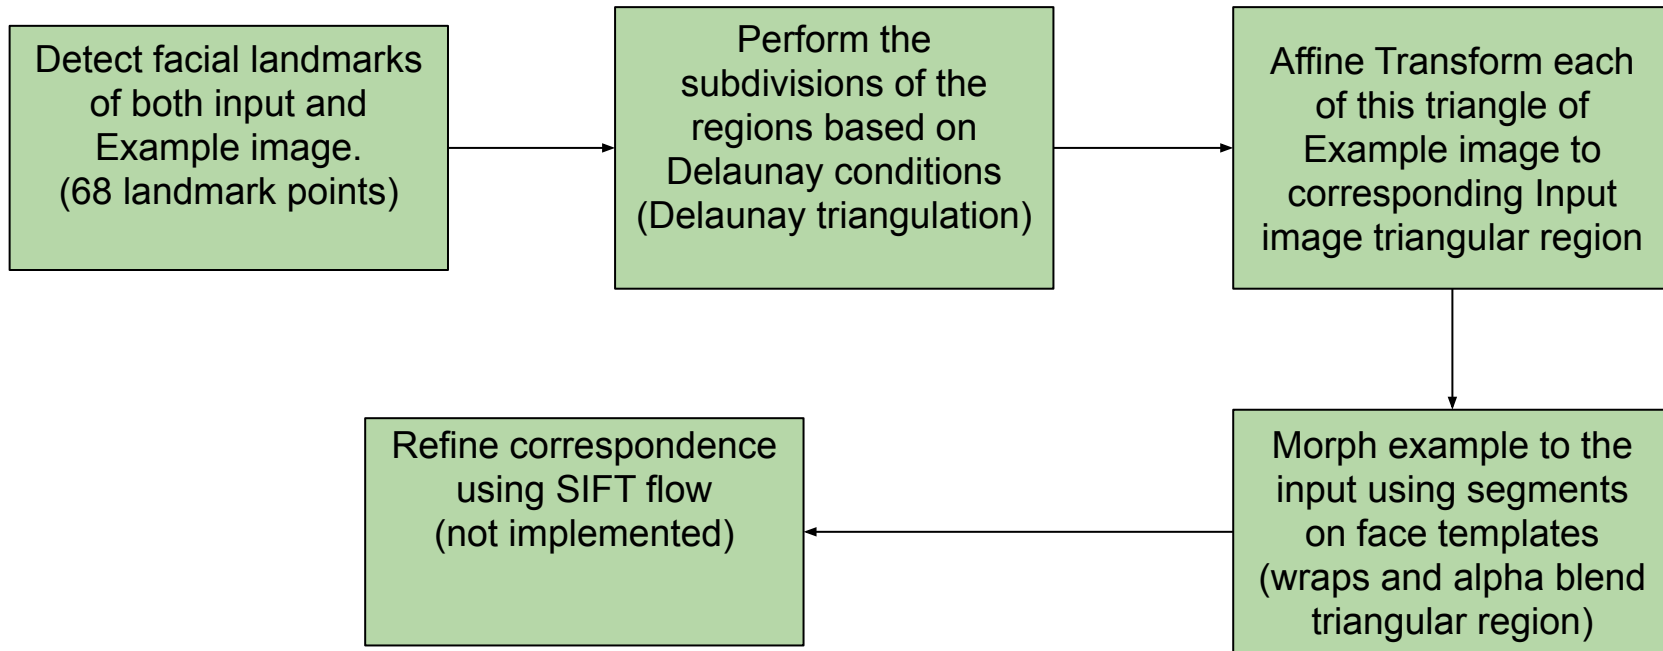 Detect facial landmarks
of both input and
Example image.
(68 landmark points)
Perform the
subdivisions of the
regions based on
Delaunay conditions
(Delaunay triangulation)
Affine Transform each
of this triangle of
Example image to
corresponding Input
image triangular region
Morph example to the
input using segments
on face templates
(wraps and alpha blend
triangular region)
Refine correspondence
using SIFT flow
(not implemented)